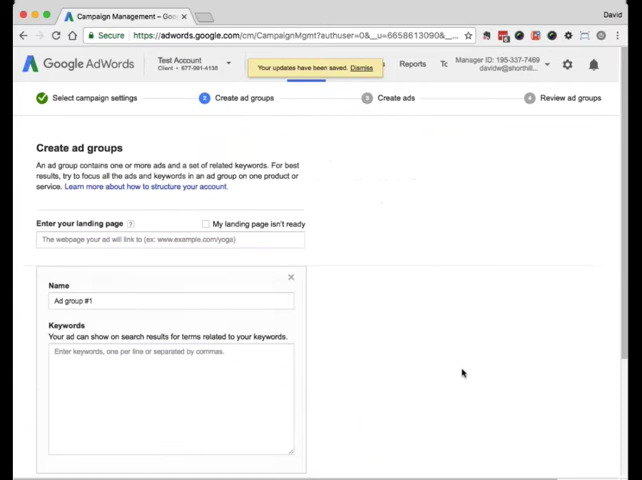 Campaign Management – Goo
David
Secure https://adwords.google.com/cm/CampaignMgmt?authuser=0&__u=6658613090&__
Google AdWords
Test Account
Client • 677-991-4138
Your updates have been saved. Dismiss
Reports
Manager ID: 195-337-7469
davidw@shorthill...
Select campaign settings
2 Create ad groups
3 Create ads
4 Review ad groups
Create ad groups
An ad group contains one or more ads and a set of related keywords. For best
results, try to focus all the ads and keywords in an ad group on one product or
service. Learn more about how to structure your account.
Enter your landing page ? My landing page isn't ready
The webpage your ad will link to (ex: www.example.com/yoga)
Name
Ad group #1
Keywords
Your ad can show on search results for terms related to your keywords.
Enter keywords, one per line or separated by commas.